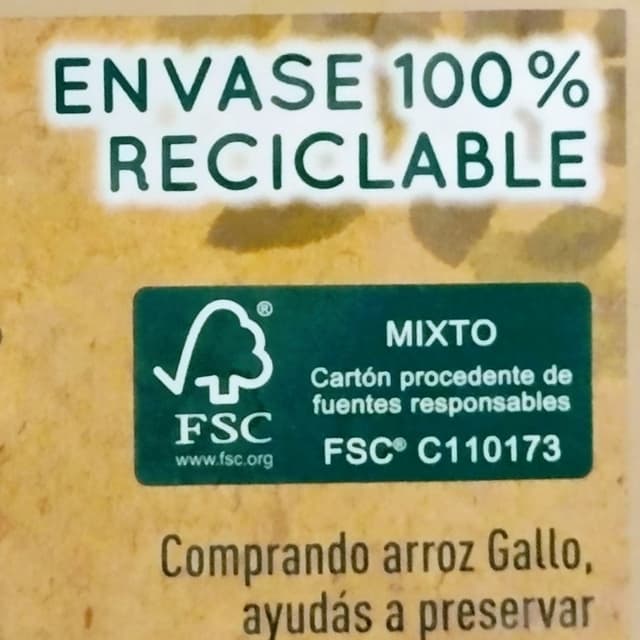 ENVASE 100%
RECICLABLE
®
MIXTO
Cartón procedente de
fuentes responsables
FSC
www.fsc.org
FSC® C110173
Comprando arroz Gallo,
ayudás a preservar